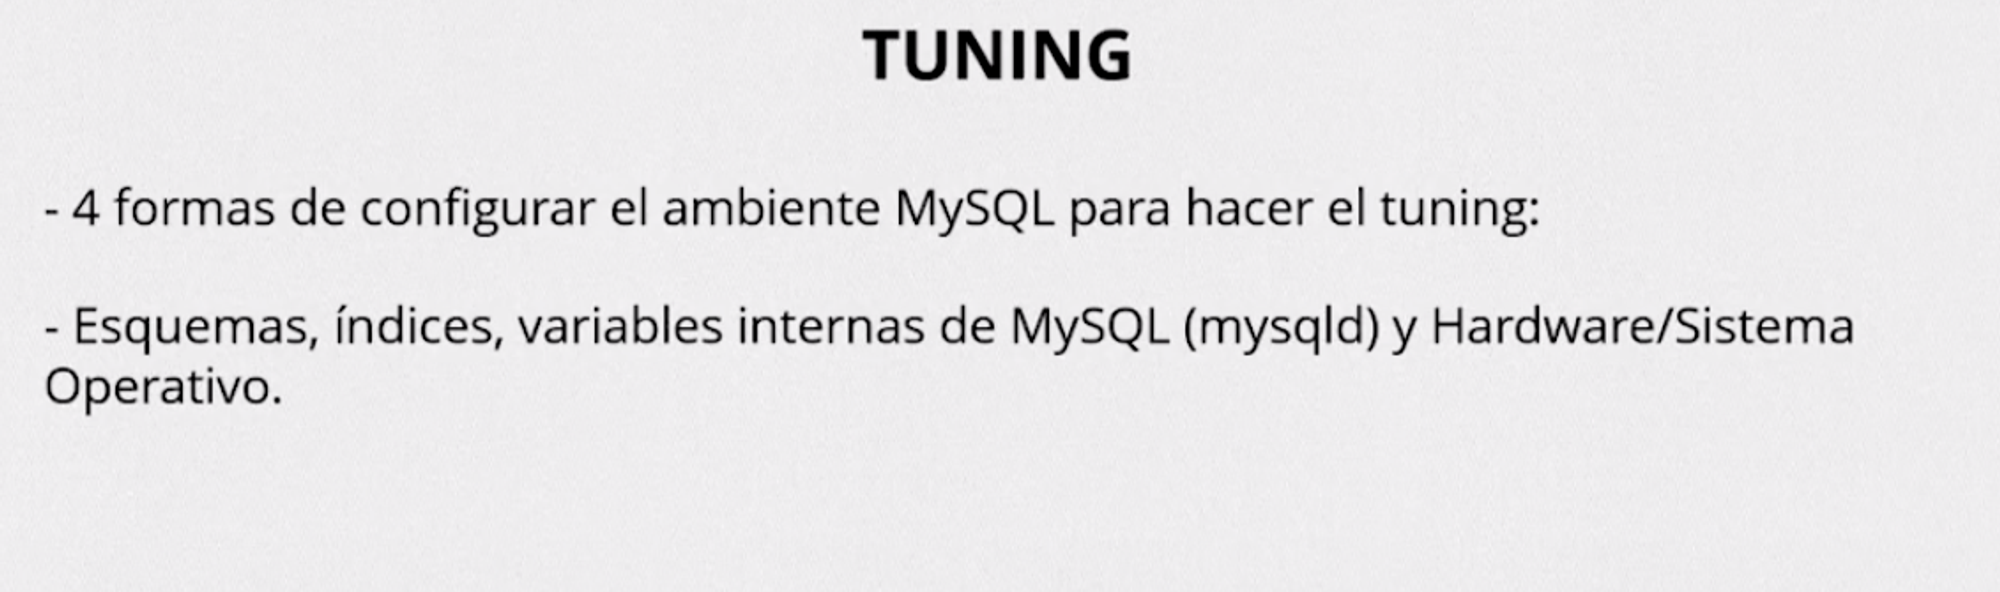 TUNING
- 4 formas de configurar el ambiente MySQL para hacer el tuning:
- Esquemas, índices, variables internas de MySQL (mysqld) y Hardware/Sistema
Operativo.